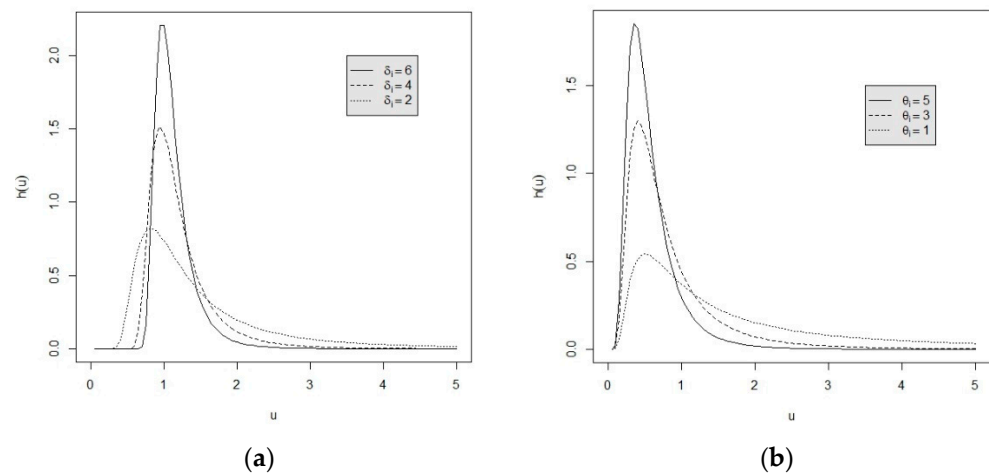 2.0
1.5
1.0
0.5
0.0
h(u)
δᵢ = 6
δᵢ = 4
δᵢ = 2
0 1 2 3 4 5
u
(a)
1.5
1.0
0.5
0.0
h(u)
θᵢ = 5
θᵢ = 3
θᵢ = 1
0 1 2 3 4 5
u
(b)